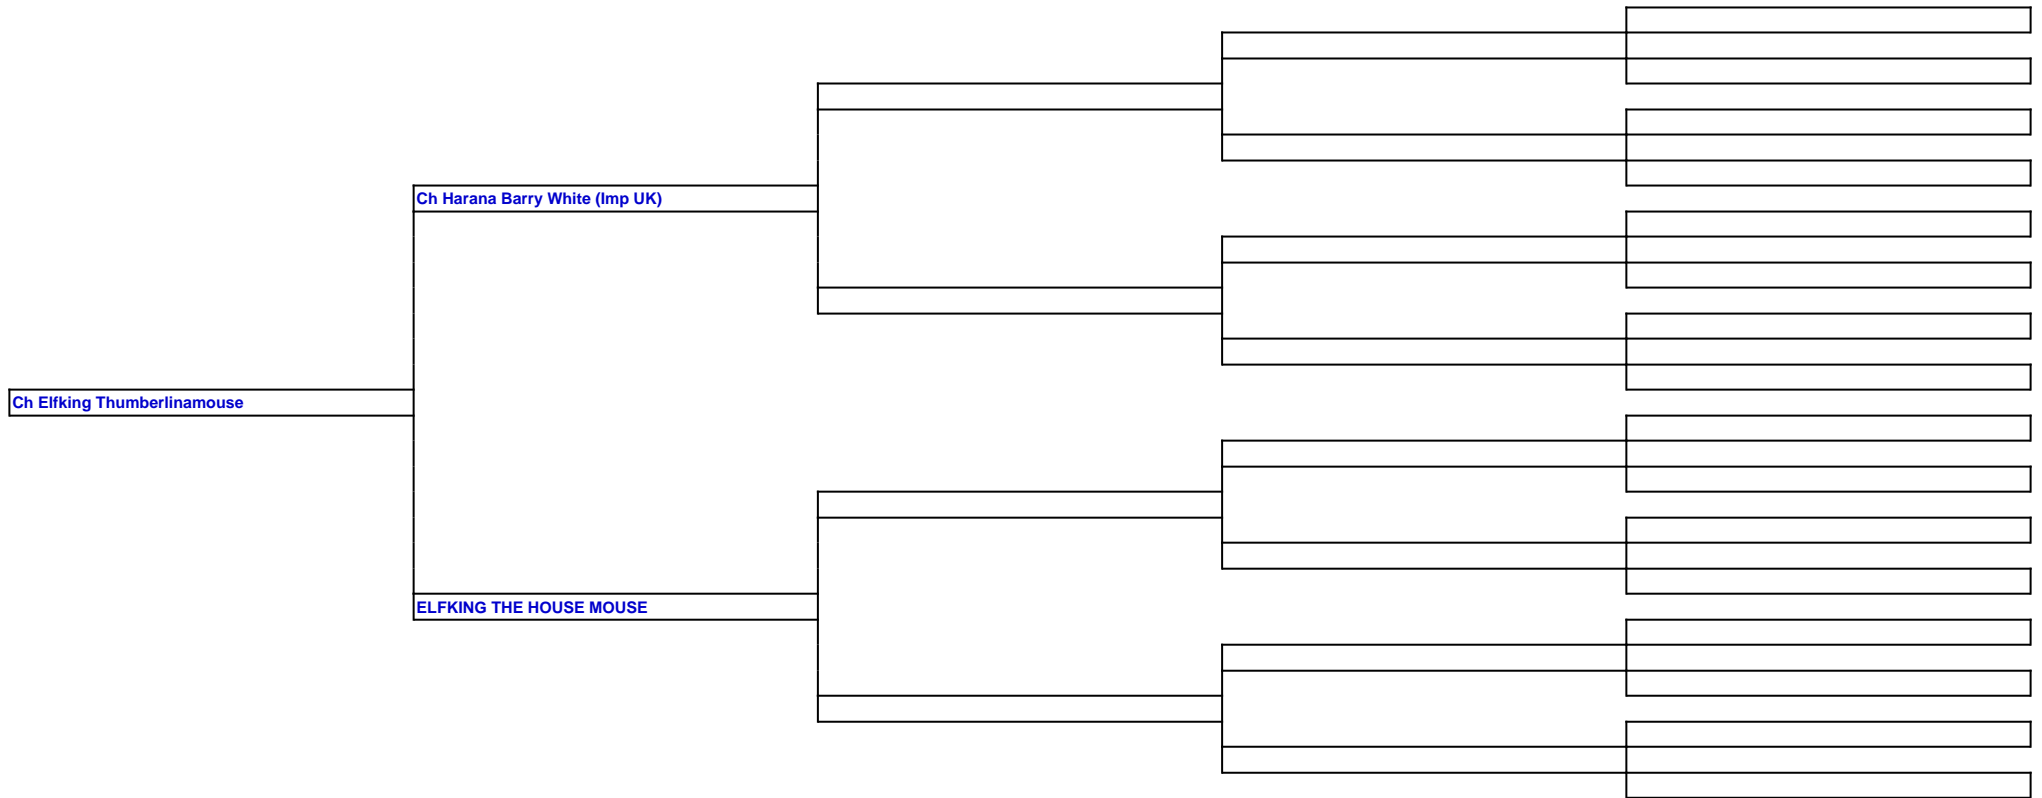 Ch Harana Barry White (Imp UK)
Ch Elfking Thumberlinamouse
ELFKING THE HOUSE MOUSE